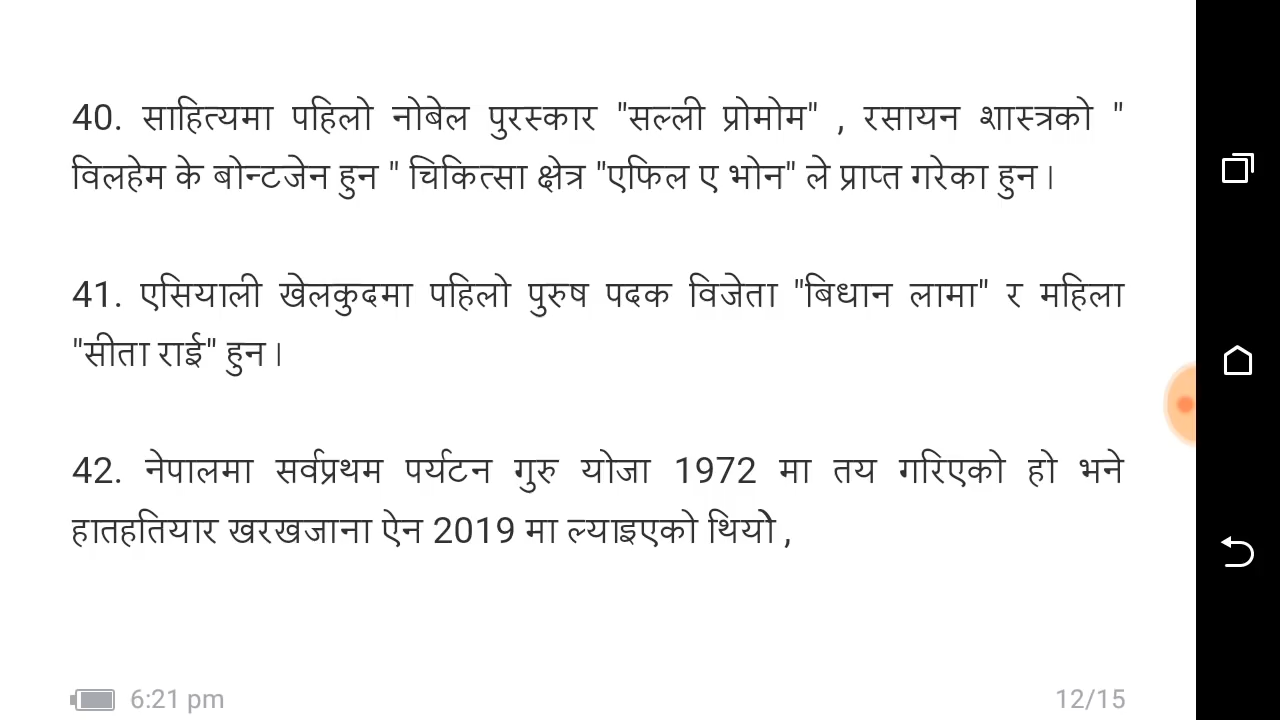 40. साहित्यमा पहिलो नोबेल पुरस्कार "सल्ली प्रोमोम" , रसायन शास्त्रको "
विलहेम के बोन्टजेन हुन " चिकित्सा क्षेत्र "एफिल ए भोन" ले प्राप्त गरेका हुन ।
41. एसियाली खेलकुदमा पहिलो पुरुष पदक विजेता "बिधान लामा" र महिला
"सीता राई" हुन ।
42. नेपालमा सर्वप्रथम पर्यटन गुरु योजा 1972 मा तय गरिएको हो भने
हातहतियार खरखजाना ऐन 2019 मा ल्याइएको थियो ,
6:21 pm
12/15